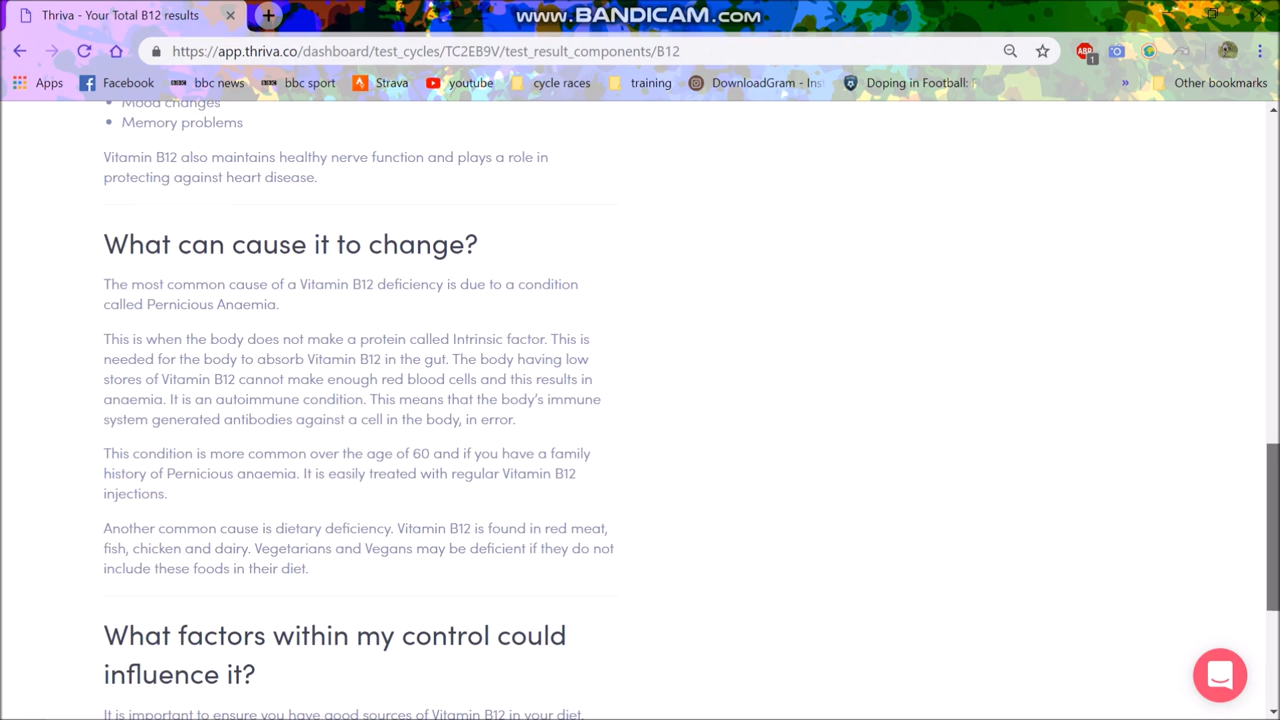 Thriva - Your Total B12 results
www.BANDICAM.com
https://app.thriva.co/dashboard/test_cycles/TC2EB9V/test_result_components/B12
ABP
1
Apps
Facebook
BBC
bbc news
BBC
bbc sport
Strava
youtube
cycle races
training
DownloadGram - Inst
Doping in Football:
»
Other bookmarks
• Mood changes
• Memory problems
Vitamin B12 also maintains healthy nerve function and plays a role in
protecting against heart disease.
What can cause it to change?
The most common cause of a Vitamin B12 deficiency is due to a condition
called Pernicious Anaemia.
This is when the body does not make a protein called Intrinsic factor. This is
needed for the body to absorb Vitamin B12 in the gut. The body having low
stores of Vitamin B12 cannot make enough red blood cells and this results in
anaemia. It is an autoimmune condition. This means that the body’s immune
system generated antibodies against a cell in the body, in error.
This condition is more common over the age of 60 and if you have a family
history of Pernicious anaemia. It is easily treated with regular Vitamin B12
injections.
Another common cause is dietary deficiency. Vitamin B12 is found in red meat,
fish, chicken and dairy. Vegetarians and Vegans may be deficient if they do not
include these foods in their diet.
What factors within my control could
influence it?
It is important to ensure you have good sources of Vitamin B12 in your diet.